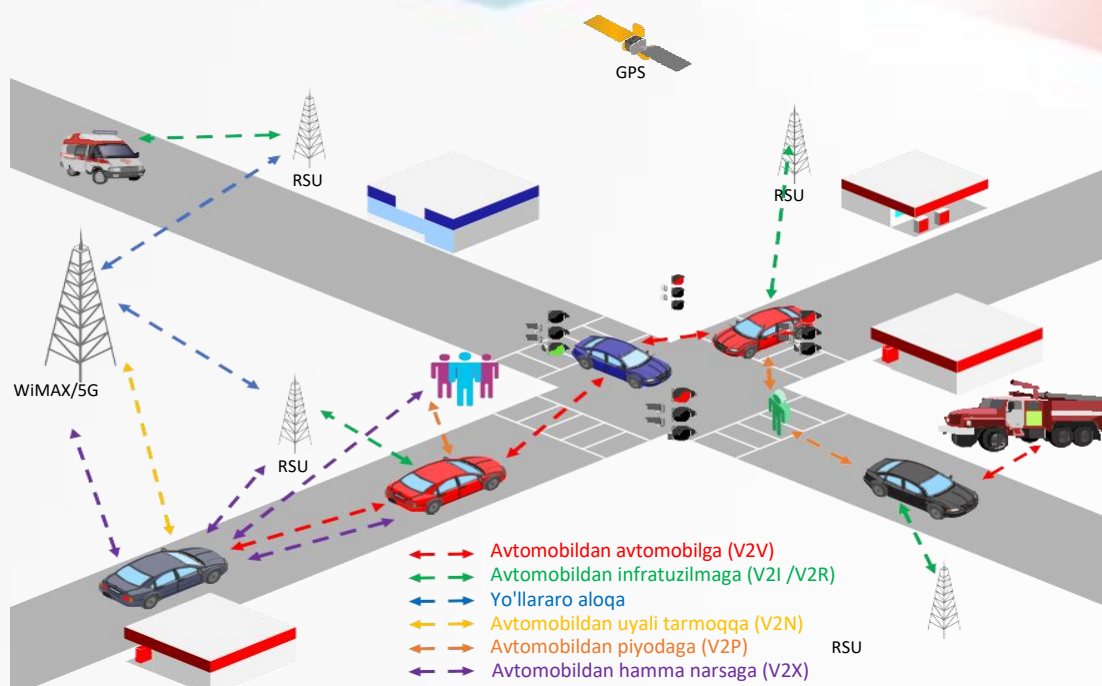 GPS
RSU
RSU
WiMAX/5G
RSU
Avtomobildan avtomobilga (V2V)
Avtomobildan infratuzilmaga (V2I /V2R)
Yo'llararo aloqa
Avtomobildan uyali tarmoqqa (V2N)
Avtomobildan piyodaga (V2P)
RSU
Avtomobildan hamma narsaga (V2X)